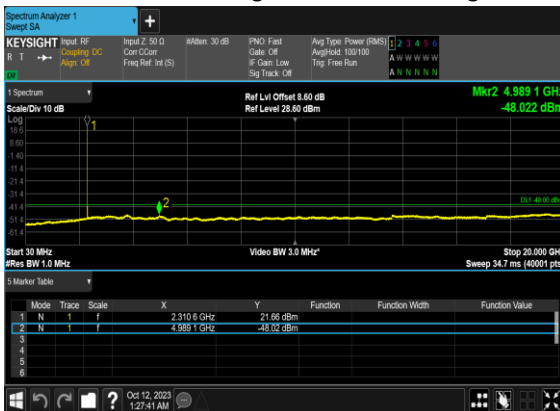 Spectrum Analyzer 1
Swept SA
+
KEYSIGHT Input: RF Input Z: 50 Ω #Atten: 30 dB PNO: Fast Avg Type: Power (RMS) 1 2 3 4 5 6
R T Coupling: DC Corr CCorr Gate: Off Avg|Hold: 100/100 A W W W W W
Align: Off Freq Ref: Int (S) IF Gain: Low Trig: Free Run
LV Sig Track: Off A N N N N N
1 Spectrum Ref Lvl Offset 8.60 dB Mkr2 4.989 1 GHz
Scale/Div 10 dB Ref Level 28.60 dBm -48.022 dBm
Log
18.6
8.60
-1.40
-11.4
-21.4
-31.4
-41.4
-51.4
-61.4
1
2
DL1 -40.00 dBm
Start 30 MHz Video BW 3.0 MHz* Stop 20.000 GHz
#Res BW 1.0 MHz Sweep 34.7 ms (40001 pts)
5 Marker Table
Mode Trace Scale X Y Function Function Width Function Value
1 N 1 f 2.310 6 GHz 21.66 dBm
2 N 1 f 4.989 1 GHz -48.02 dBm
3
4
5
6
? Oct 12, 2023
1:27:41 AM